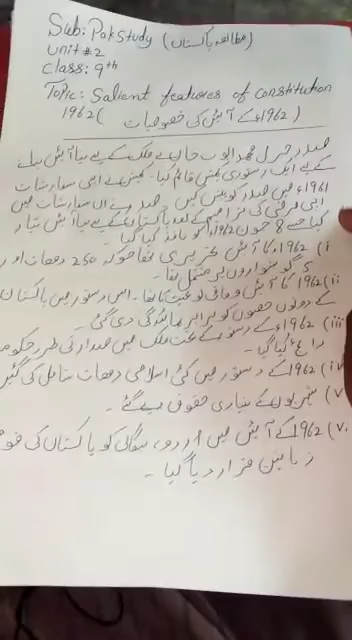 Sub: Pak study (مطالعہ پاکستان)
Unit #2
Class: 9th
Topic: Salient features of constitution
1962 (1962ء کے آئین کی خصوصیات)
صدر جنرل محمد ایوب خان نے ملک کے لیے نیا آئین بنانے
کے لیے ایک دستوری کمیشن قائم کیا۔ کمیشن نے اپنی سفارشات
1961ء میں صدر کو پیش کیں۔ صدر نے ان سفارشات میں
اپنی مرضی کی ترامیم کے بعد پاکستان کے لیے نیا آئین تیار
کیا جسے 8 جون 1962ء کو نافذ کیا گیا۔
i) 1962ء کا آئین تحریری تھا جو کہ 250 دفعات اور
5 گوشواروں پر مشتمل تھا۔
ii) 1962ء کا آئین وفاقی نوعیت کا تھا۔ اس دستور میں پاکستان
کے دونوں حصوں کو برابر نمائندگی دی گئی۔
iii) 1962ء کے دستور کے تحت ملک میں صدارتی طرز حکومت
رائج کیا گیا۔
iv) 1962ء کے دستور میں کئی اسلامی دفعات شامل کی گئیں
v) شہریوں کے بنیادی حقوق دیے گئے۔
v) 1962ء کے آئین میں اردو، بنگالی کو پاکستان کی قو
زبانیں قرار دیا گیا۔